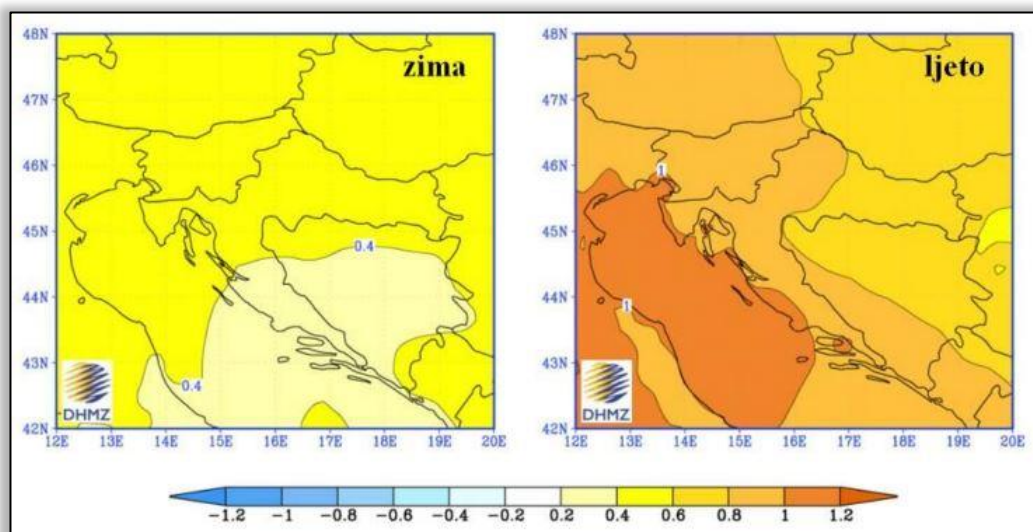 zima
ljeto
48N
47N
46N
45N
44N
43N
42N
0.4
0.4
DHMZ
12E 13E 14E 15E 16E 17E 18E 19E 20E
48N
47N
46N
45N
44N
43N
42N
1
1
DHMZ
12E 13E 14E 15E 16E 17E 18E 19E 20E
-1.2 -1 -0.8 -0.6 -0.4 -0.2 0.2 0.4 0.6 0.8 1 1.2